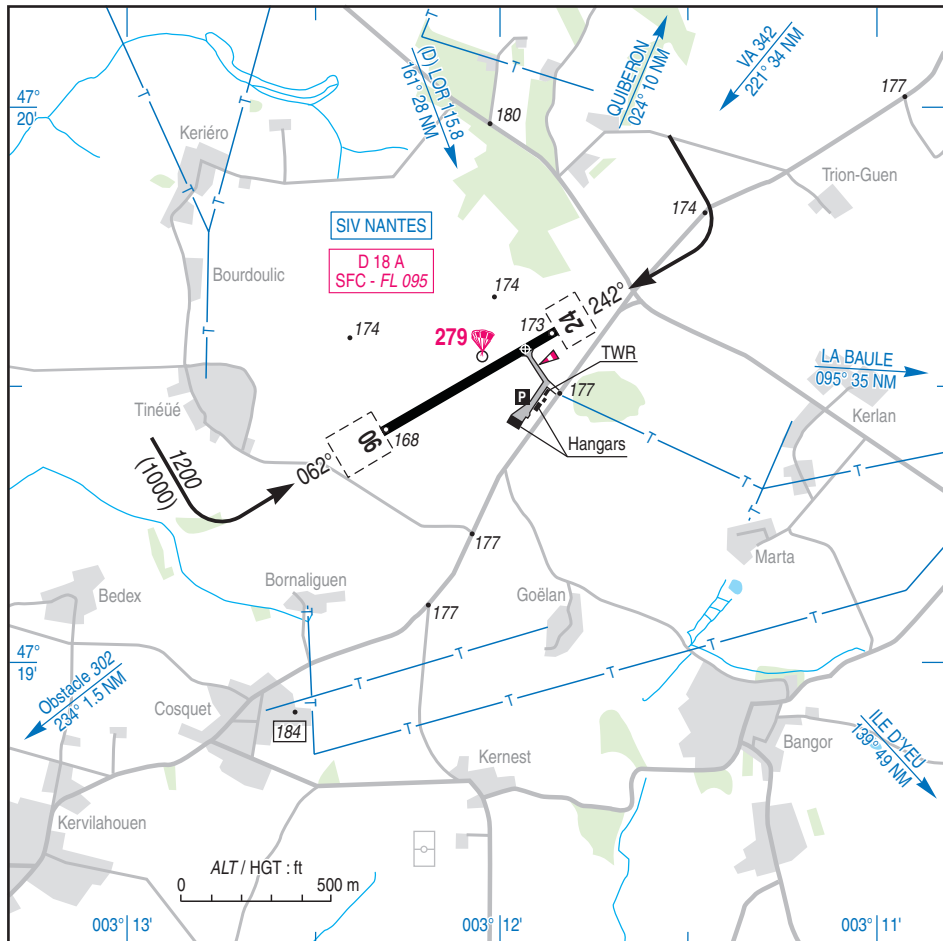 (D) LOR 115.8
161° 28 NM
QUIBERON
024° 10 NM
VA 342
221° 34 NM
47°
20'
T
T
T
T
177
180
Keriéro
Trion-Guen
T
T
174
SIV NANTES
Bourdoulic
D 18 A
SFC - FL 095
174
174
279
173
24
242°
TWR
T
P
177
LA BAULE
095° 35 NM
Tinéüé
Kerlan
06
168
062°
Hangars
T
T
T
1200
(1000)
T
177
Marta
Bedex
Bornaliguen
Goëlan
177
T
T
T
T
47°
19'
Obstacle 302
234° 1.5 NM
T
T
T
T
Cosquet
184
T
T
T
Bangor
ILE D'YEU
139° 49 NM
Kernest
Kervilahouen
ALT / HGT : ft
0
500 m
003° 13'
003° 12'
003° 11'